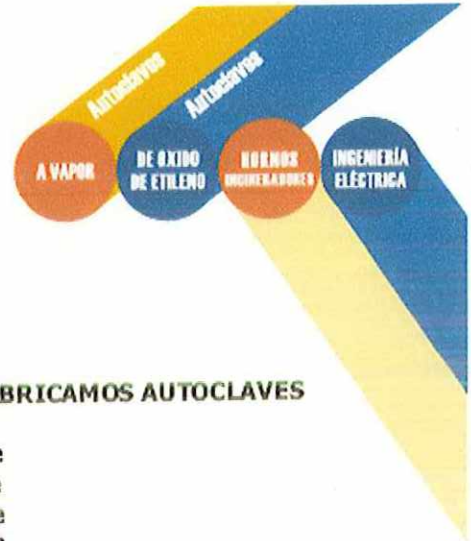 Autoclaves
Autoclaves
A VAPOR
DE OXIDO
DE ETILENO
HORNOS
INCINERADORES
INGENIERÍA
ELÉCTRICA
BRICAMOS AUTOCLAVES
e
e
e